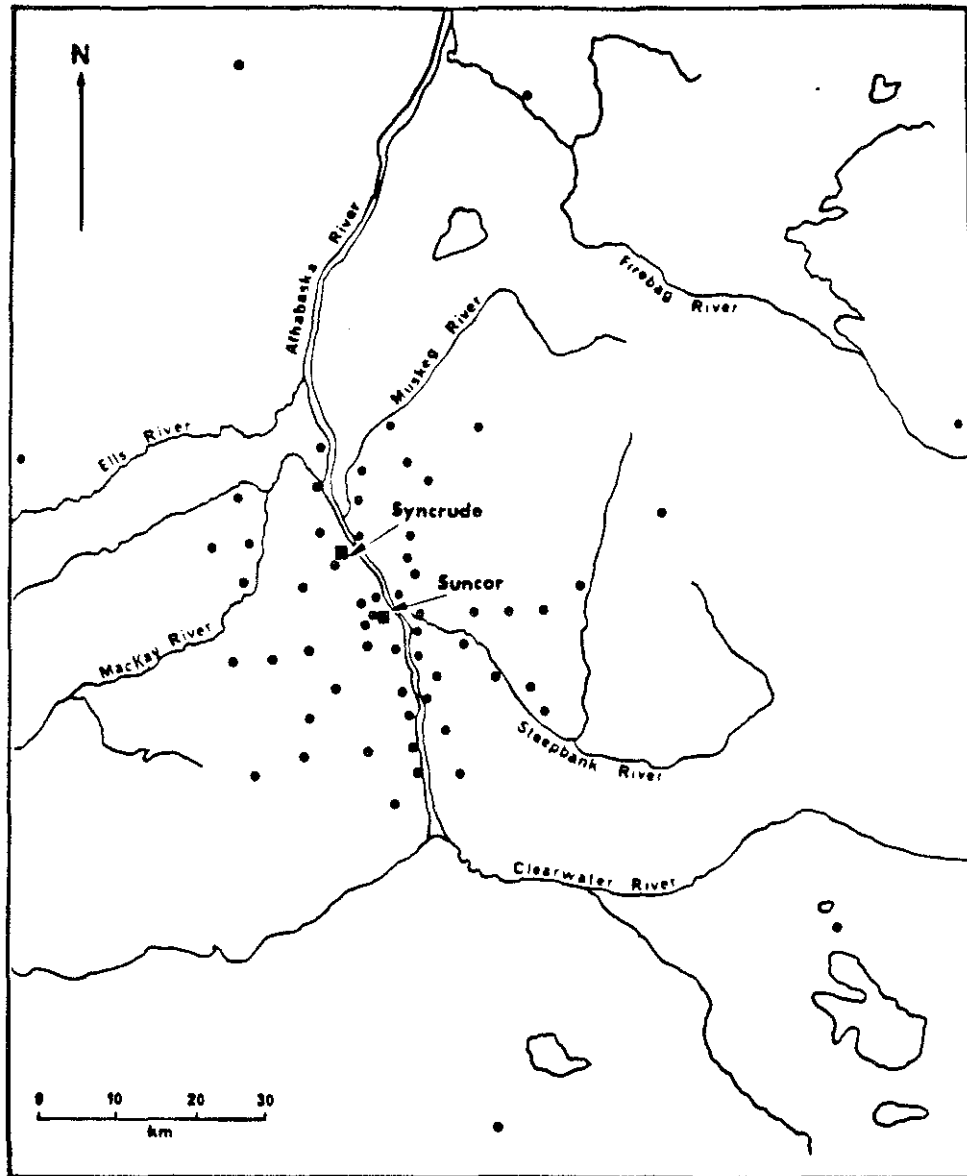 N
Athabaska River
Firebag River
Muskeg River
Ells River
Syncrude
Suncor
MacKay River
Steepbank River
Clearwater River
0 10 20 30
km